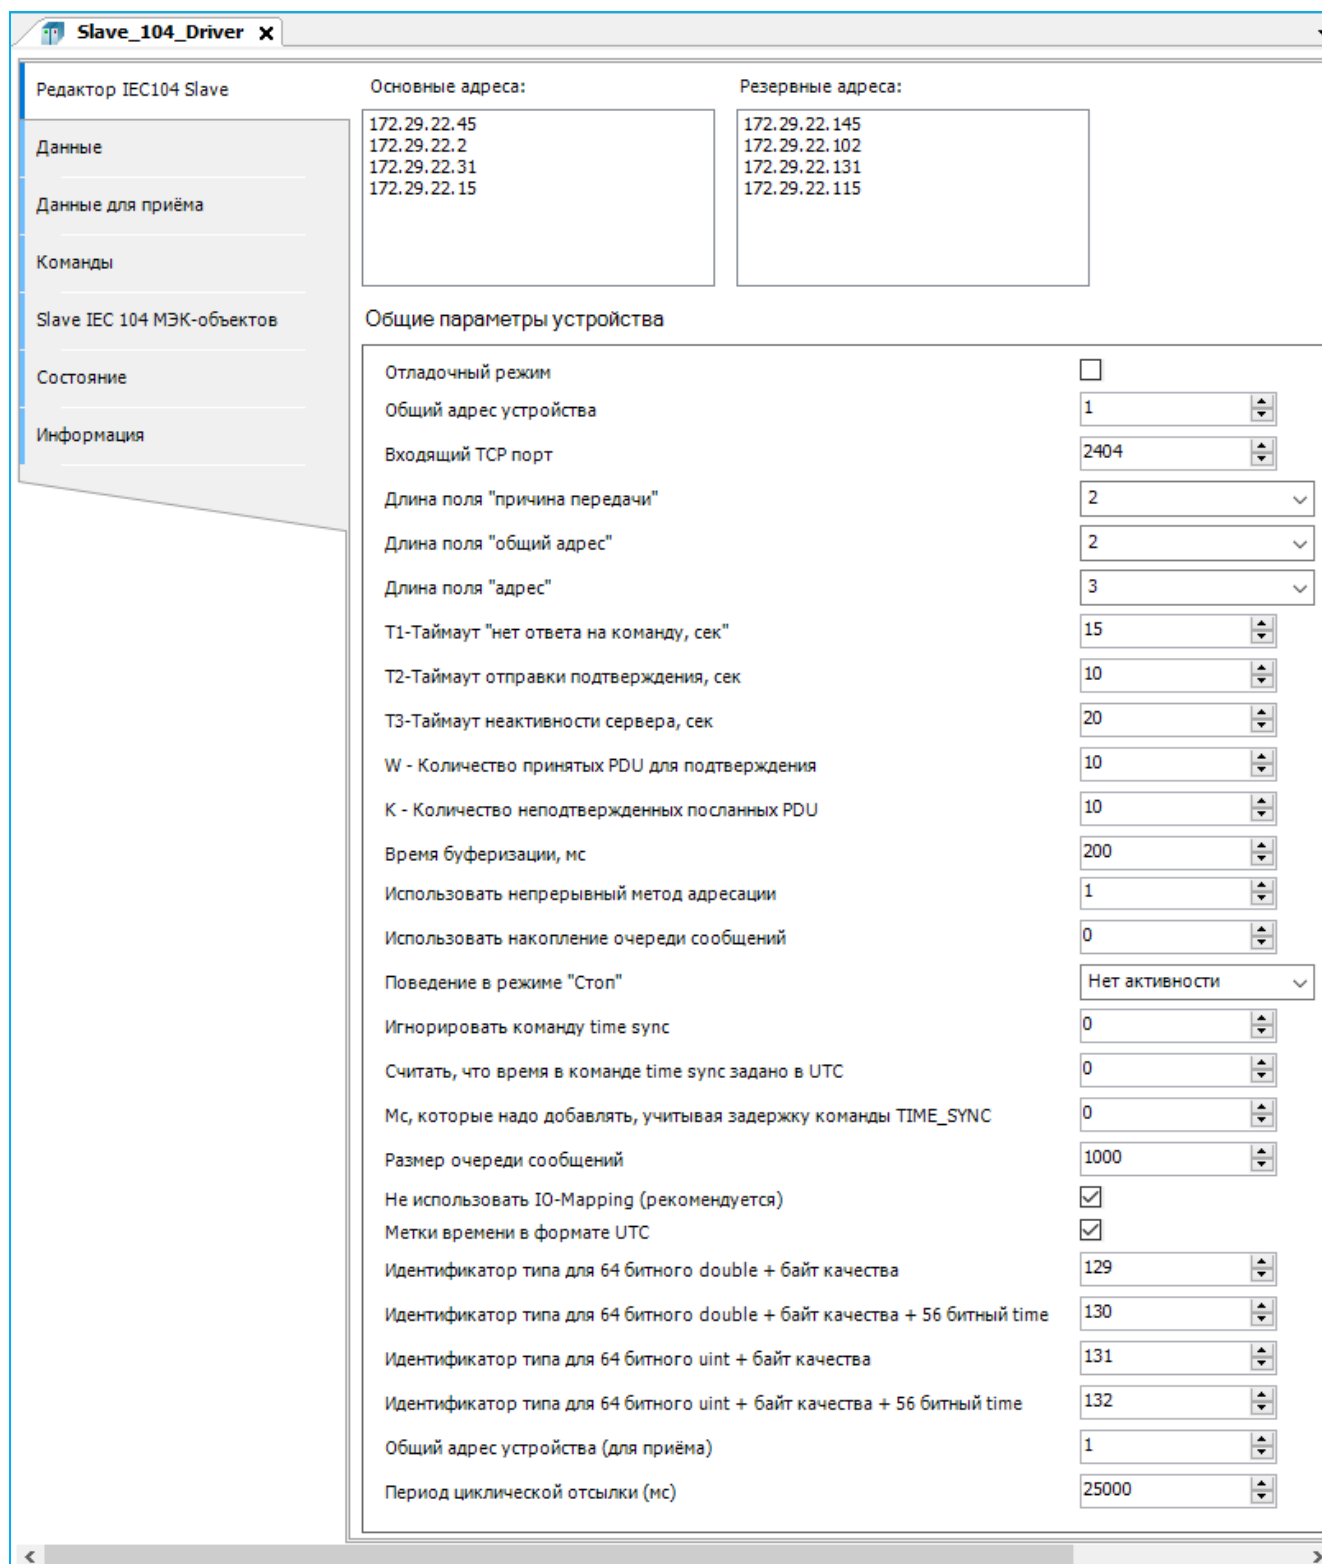 Slave_104_Driver
Редактор IEC104 Slave
Данные
Данные для приёма
Команды
Slave IEC 104 МЭК-объектов
Состояние
Информация
Основные адреса:
172.29.22.45
172.29.22.2
172.29.22.31
172.29.22.15
Резервные адреса:
172.29.22.145
172.29.22.102
172.29.22.131
172.29.22.115
Общие параметры устройства
Отладочный режим
Общий адрес устройства 1
Входящий TCP порт 2404
Длина поля "причина передачи" 2
Длина поля "общий адрес" 2
Длина поля "адрес" 3
T1-Таймаут "нет ответа на команду, сек" 15
T2-Таймаут отправки подтверждения, сек 10
T3-Таймаут неактивности сервера, сек 20
W - Количество принятых PDU для подтверждения 10
K - Количество неподтвержденных посланных PDU 10
Время буферизации, мс 200
Использовать непрерывный метод адресации 1
Использовать накопление очереди сообщений 0
Поведение в режиме "Стоп" Нет активности
Игнорировать команду time sync 0
Считать, что время в команде time sync задано в UTC 0
Мс, которые надо добавлять, учитывая задержку команды TIME_SYNC 0
Размер очереди сообщений 1000
Не использовать IO-Mapping (рекомендуется)
Метки времени в формате UTC
Идентификатор типа для 64 битного double + байт качества 129
Идентификатор типа для 64 битного double + байт качества + 56 битный time 130
Идентификатор типа для 64 битного uint + байт качества 131
Идентификатор типа для 64 битного uint + байт качества + 56 битный time 132
Общий адрес устройства (для приёма) 1
Период циклической отсылки (мс) 25000